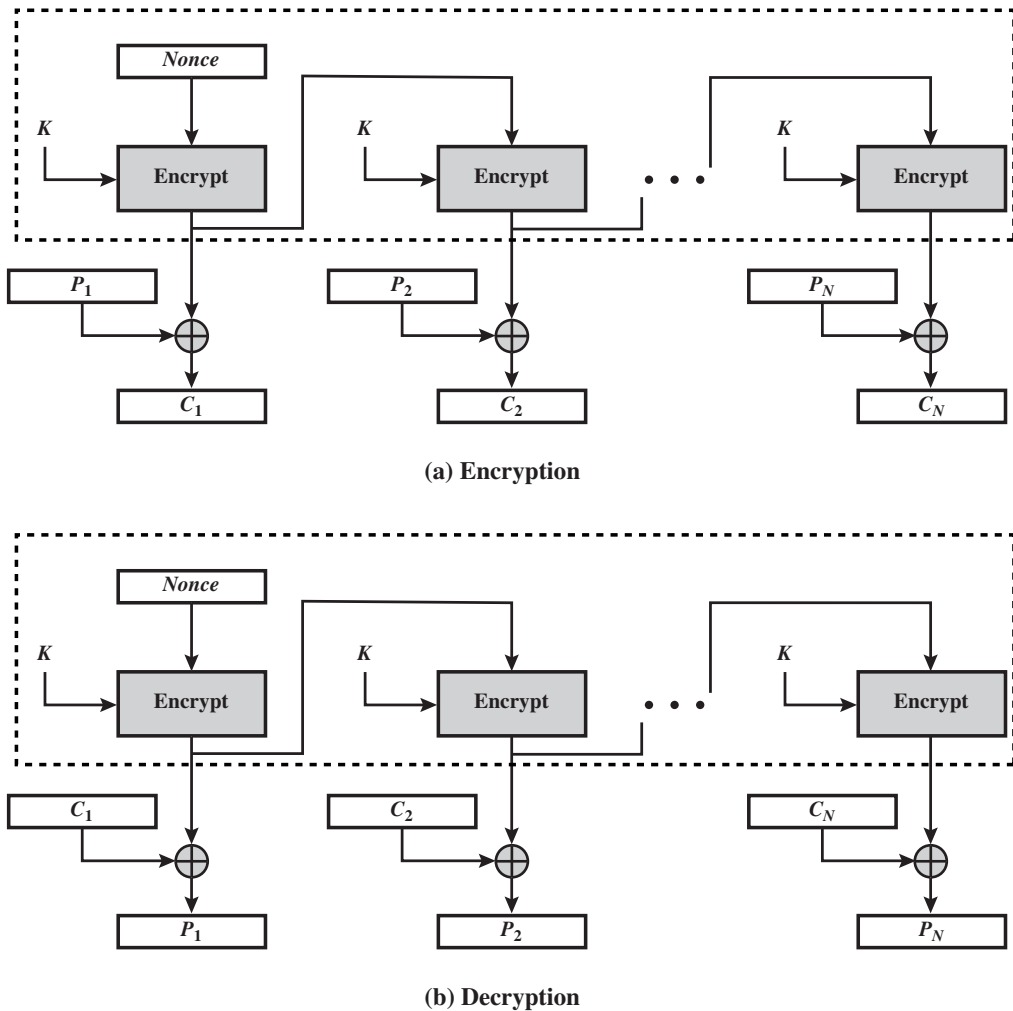 Nonce
K K K
Encrypt Encrypt Encrypt
P1 P2 PN
C1 C2 CN
(a) Encryption
Nonce
K K K
Encrypt Encrypt Encrypt
C1 C2 CN
P1 P2 PN
(b) Decryption